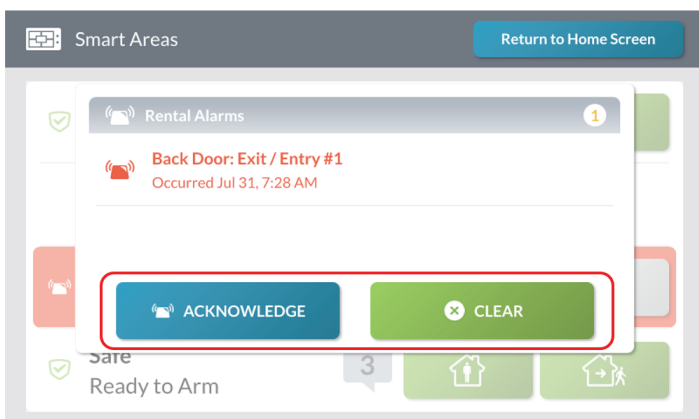 Smart Areas
Return to Home Screen
Rental Alarms
1
Back Door: Exit / Entry #1
Occurred Jul 31, 7:28 AM
ACKNOWLEDGE
CLEAR
Safe
3
Ready to Arm